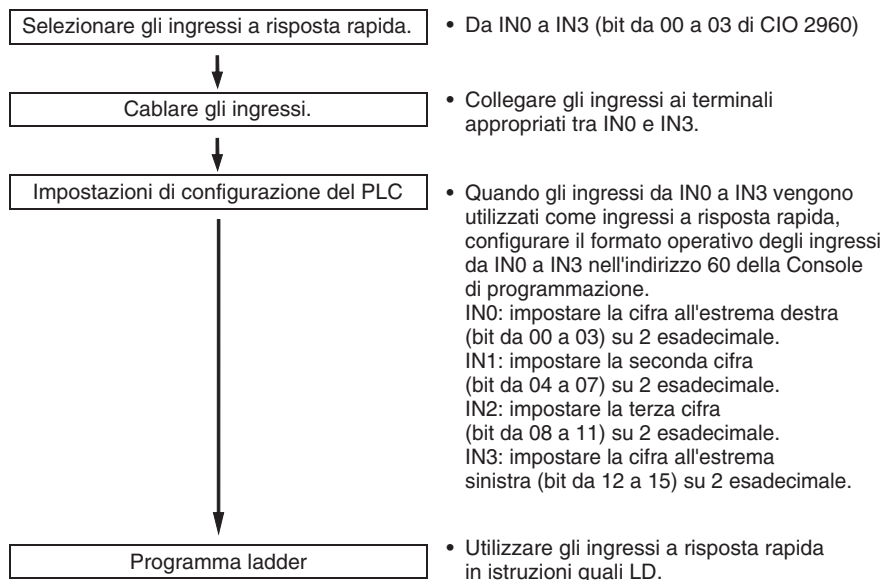 Selezionare gli ingressi a risposta rapida.
• Da IN0 a IN3 (bit da 00 a 03 di CIO 2960)
Cablare gli ingressi.
• Collegare gli ingressi ai terminali
appropriati tra IN0 e IN3.
Impostazioni di configurazione del PLC
• Quando gli ingressi da IN0 a IN3 vengono
utilizzati come ingressi a risposta rapida,
configurare il formato operativo degli ingressi
da IN0 a IN3 nell'indirizzo 60 della Console
di programmazione.
IN0: impostare la cifra all'estrema destra
(bit da 00 a 03) su 2 esadecimale.
IN1: impostare la seconda cifra
(bit da 04 a 07) su 2 esadecimale.
IN2: impostare la terza cifra
(bit da 08 a 11) su 2 esadecimale.
IN3: impostare la cifra all'estrema
sinistra (bit da 12 a 15) su 2 esadecimale.
Programma ladder
• Utilizzare gli ingressi a risposta rapida
in istruzioni quali LD.